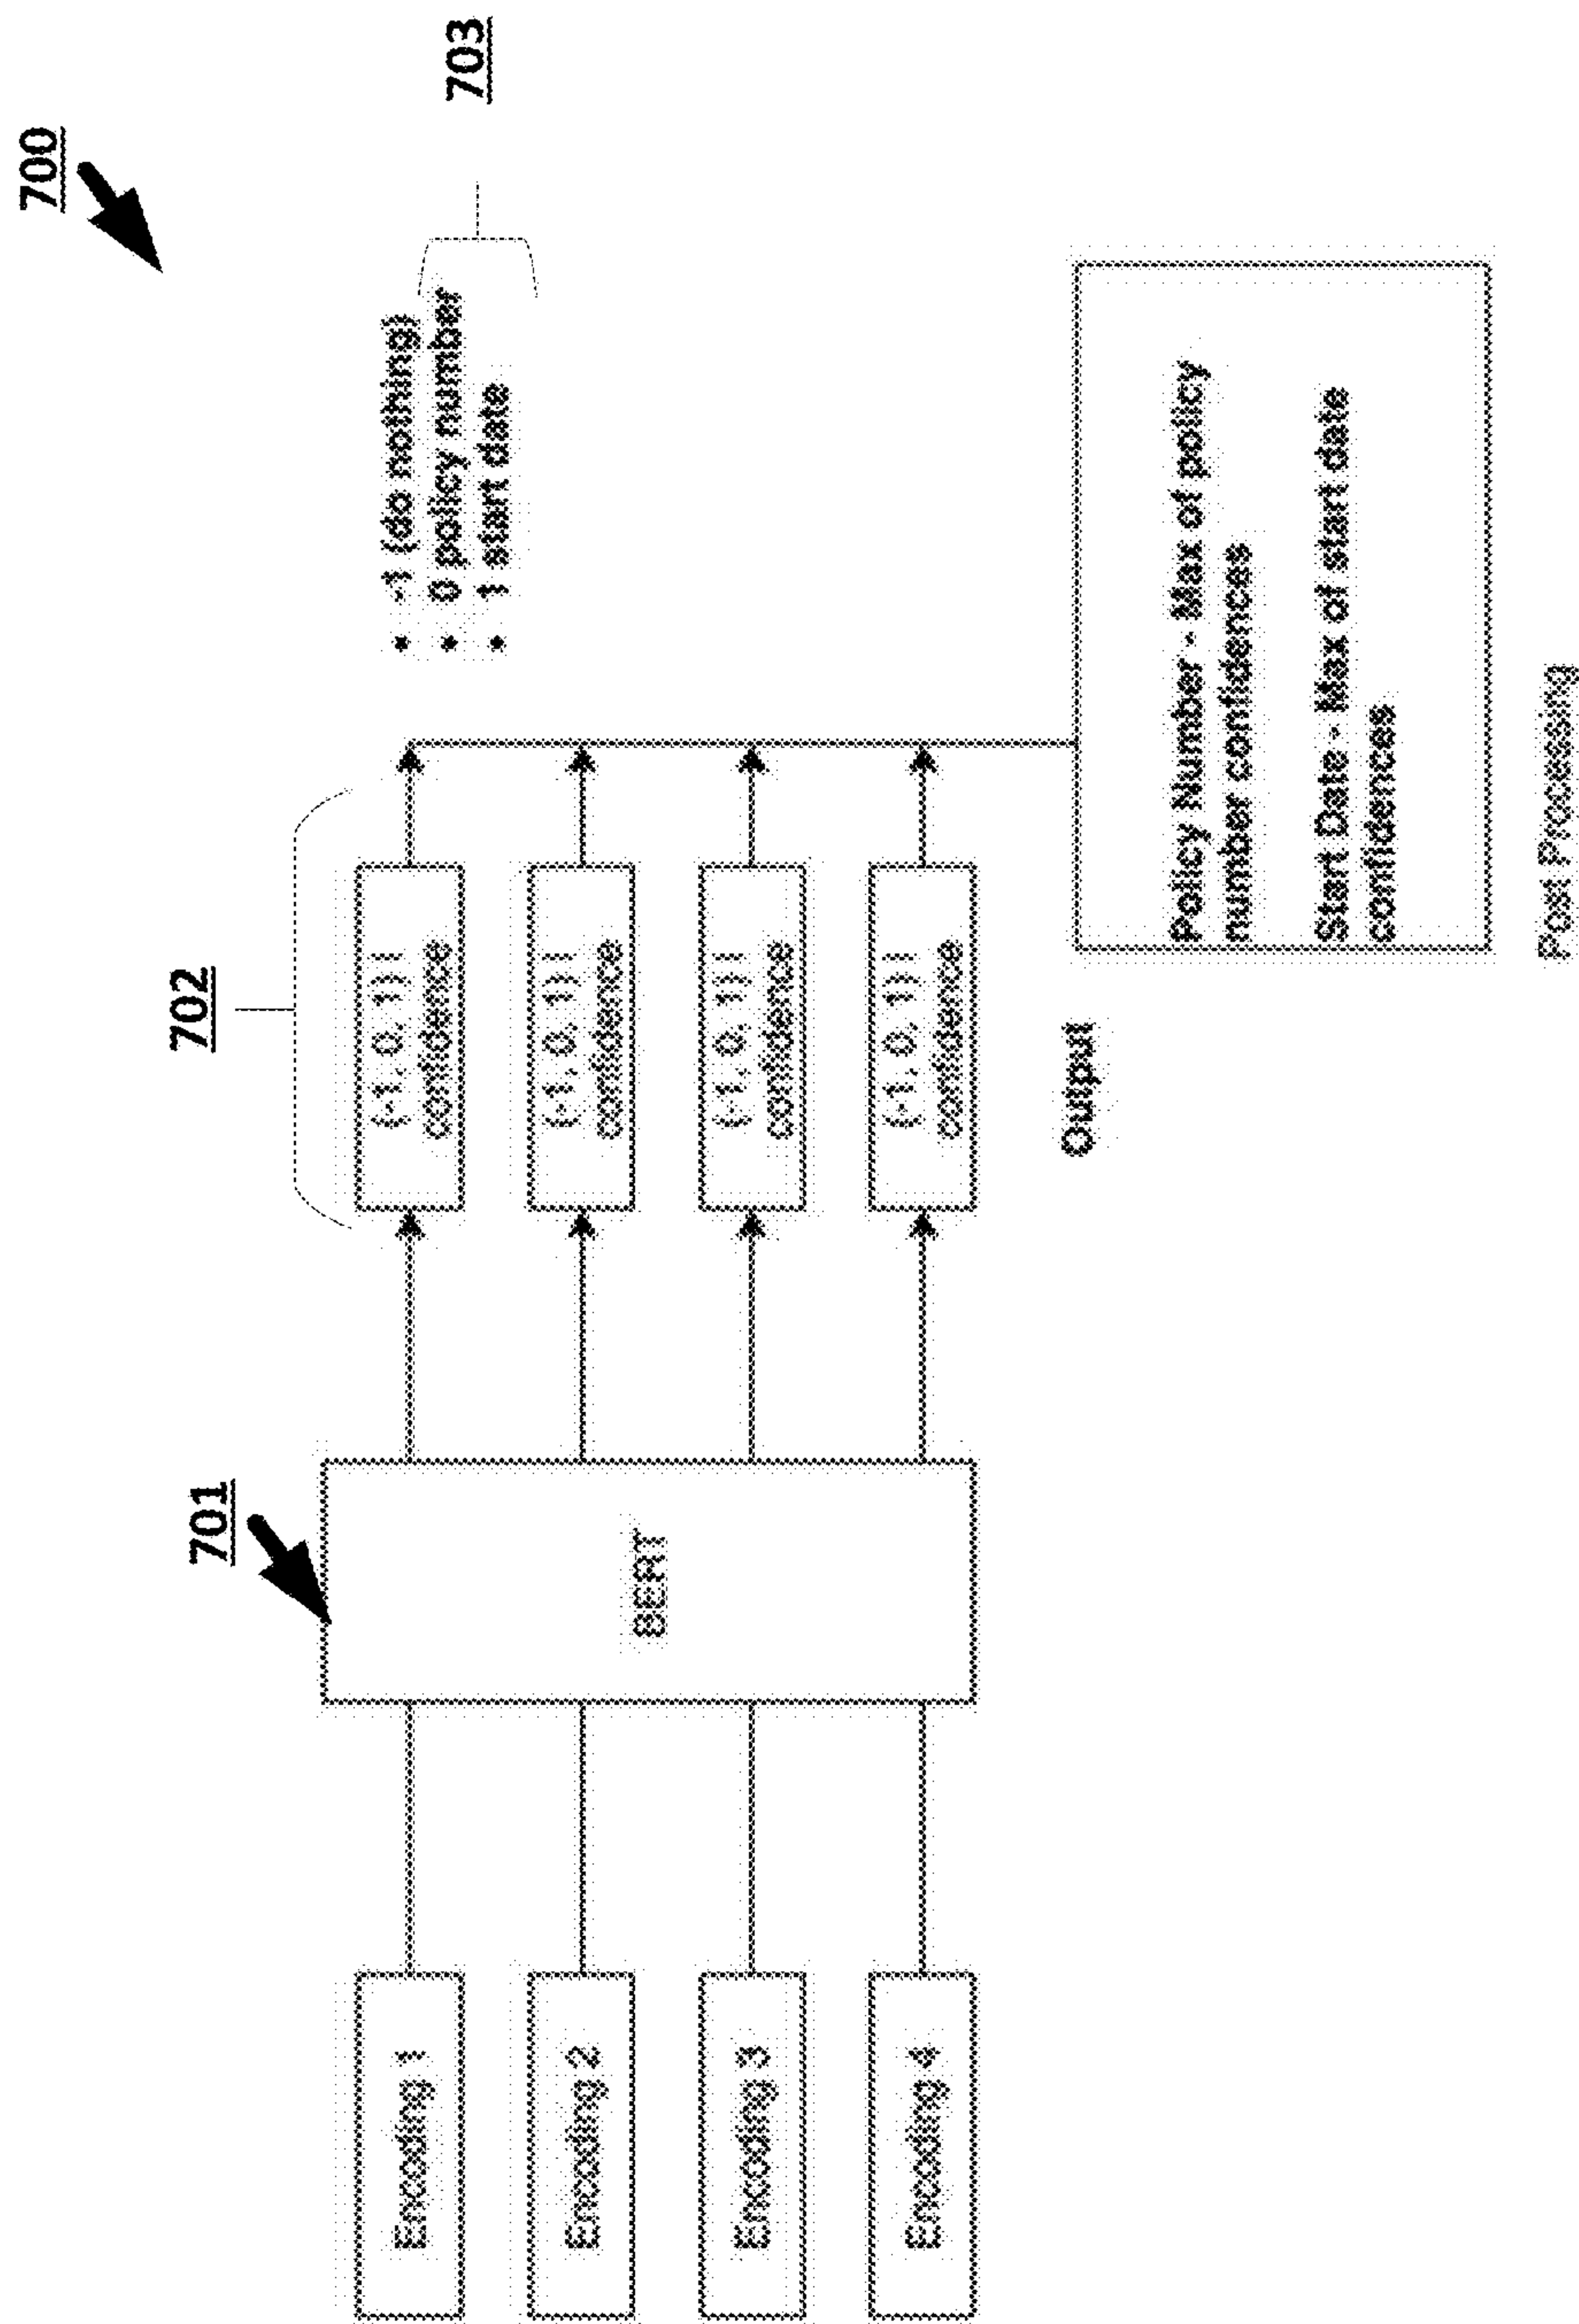 700
703
702
701
• -1 (do nothing)
• 0 policy number
• 1 start date
Encoding 1
Encoding 2
Encoding 3
Encoding 4
BERT
(-1, 0, 1)|
confidence
(-1, 0, 1)|
confidence
(-1, 0, 1)|
confidence
(-1, 0, 1)|
confidence
Output
Policy Number - Max of policy
number confidences
Start Date - Max of start date
confidences
Post Processing